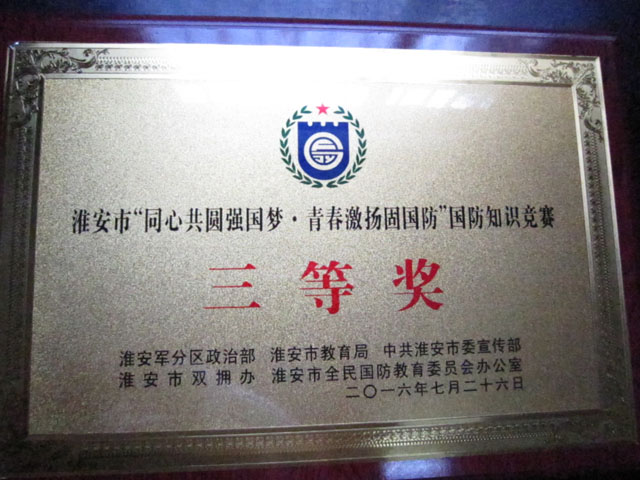 淮安市“同心共圆强国梦·青春激扬固国防”国防知识竞赛
三等奖
淮安军分区政治部 淮安市教育局 中共淮安市委宣传部
淮安市双拥办 淮安市全民国防教育委员会办公室
二〇一六年七月二十六日